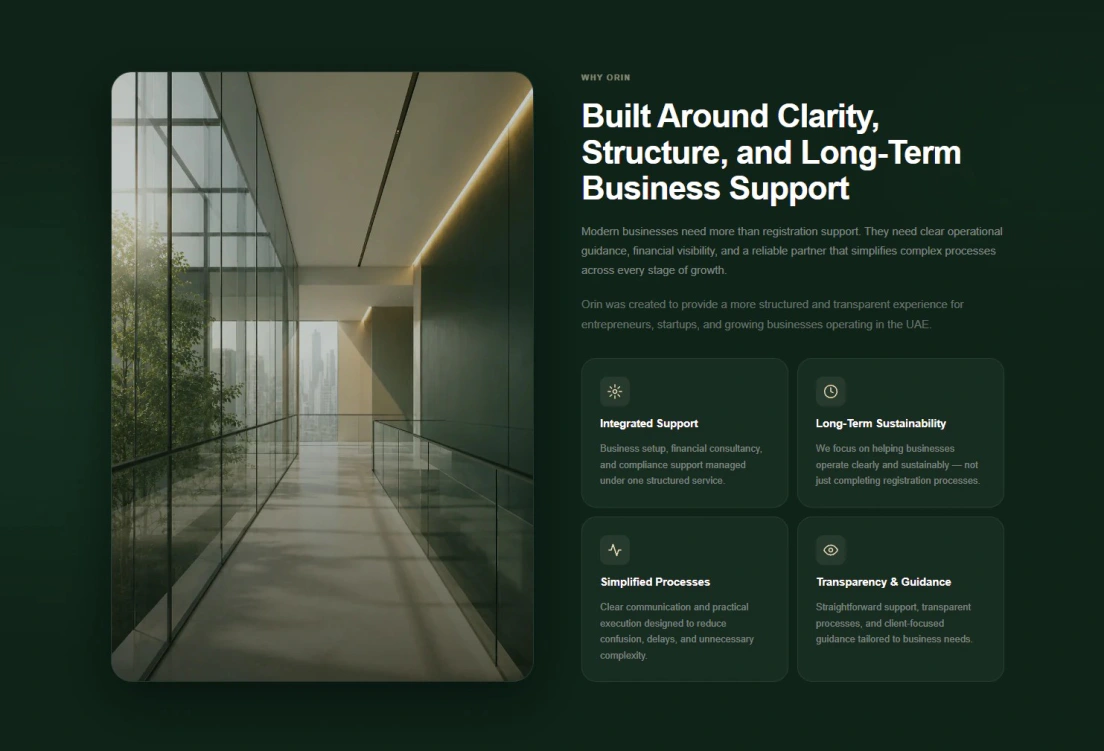 WHY ORIN
Built Around Clarity,
Structure, and Long-Term
Business Support
Modern businesses need more than registration support. They need clear operational
guidance, financial visibility, and a reliable partner that simplifies complex processes
across every stage of growth.
Orin was created to provide a more structured and transparent experience for
entrepreneurs, startups, and growing businesses operating in the UAE.
Integrated Support
Business setup, financial consultancy,
and compliance support managed
under one structured service.
Long-Term Sustainability
We focus on helping businesses
operate clearly and sustainably — not
just completing registration processes.
Simplified Processes
Clear communication and practical
execution designed to reduce
confusion, delays, and unnecessary
complexity.
Transparency & Guidance
Straightforward support, transparent
processes, and client-focused
guidance tailored to business needs.